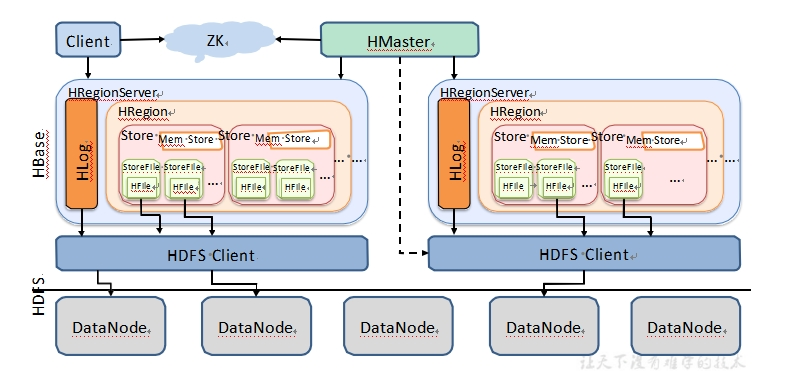 Client
ZK
HMaster
HRegionServer
HRegion
HLog
Store
Mem Store
StoreFile
HFile
StoreFile
HFile
...
Store
Mem Store
StoreFile
HFile
StoreFile
HFile
...
... ...
HRegionServer
HRegion
HLog
Store
Mem Store
StoreFile
HFile
StoreFile
HFile
...
Store
Mem Store
StoreFile
HFile
...
... ...
HBase
HDFS Client
HDFS Client
HDFS
DataNode
DataNode
DataNode
DataNode
DataNode
让天下没有难学的技术